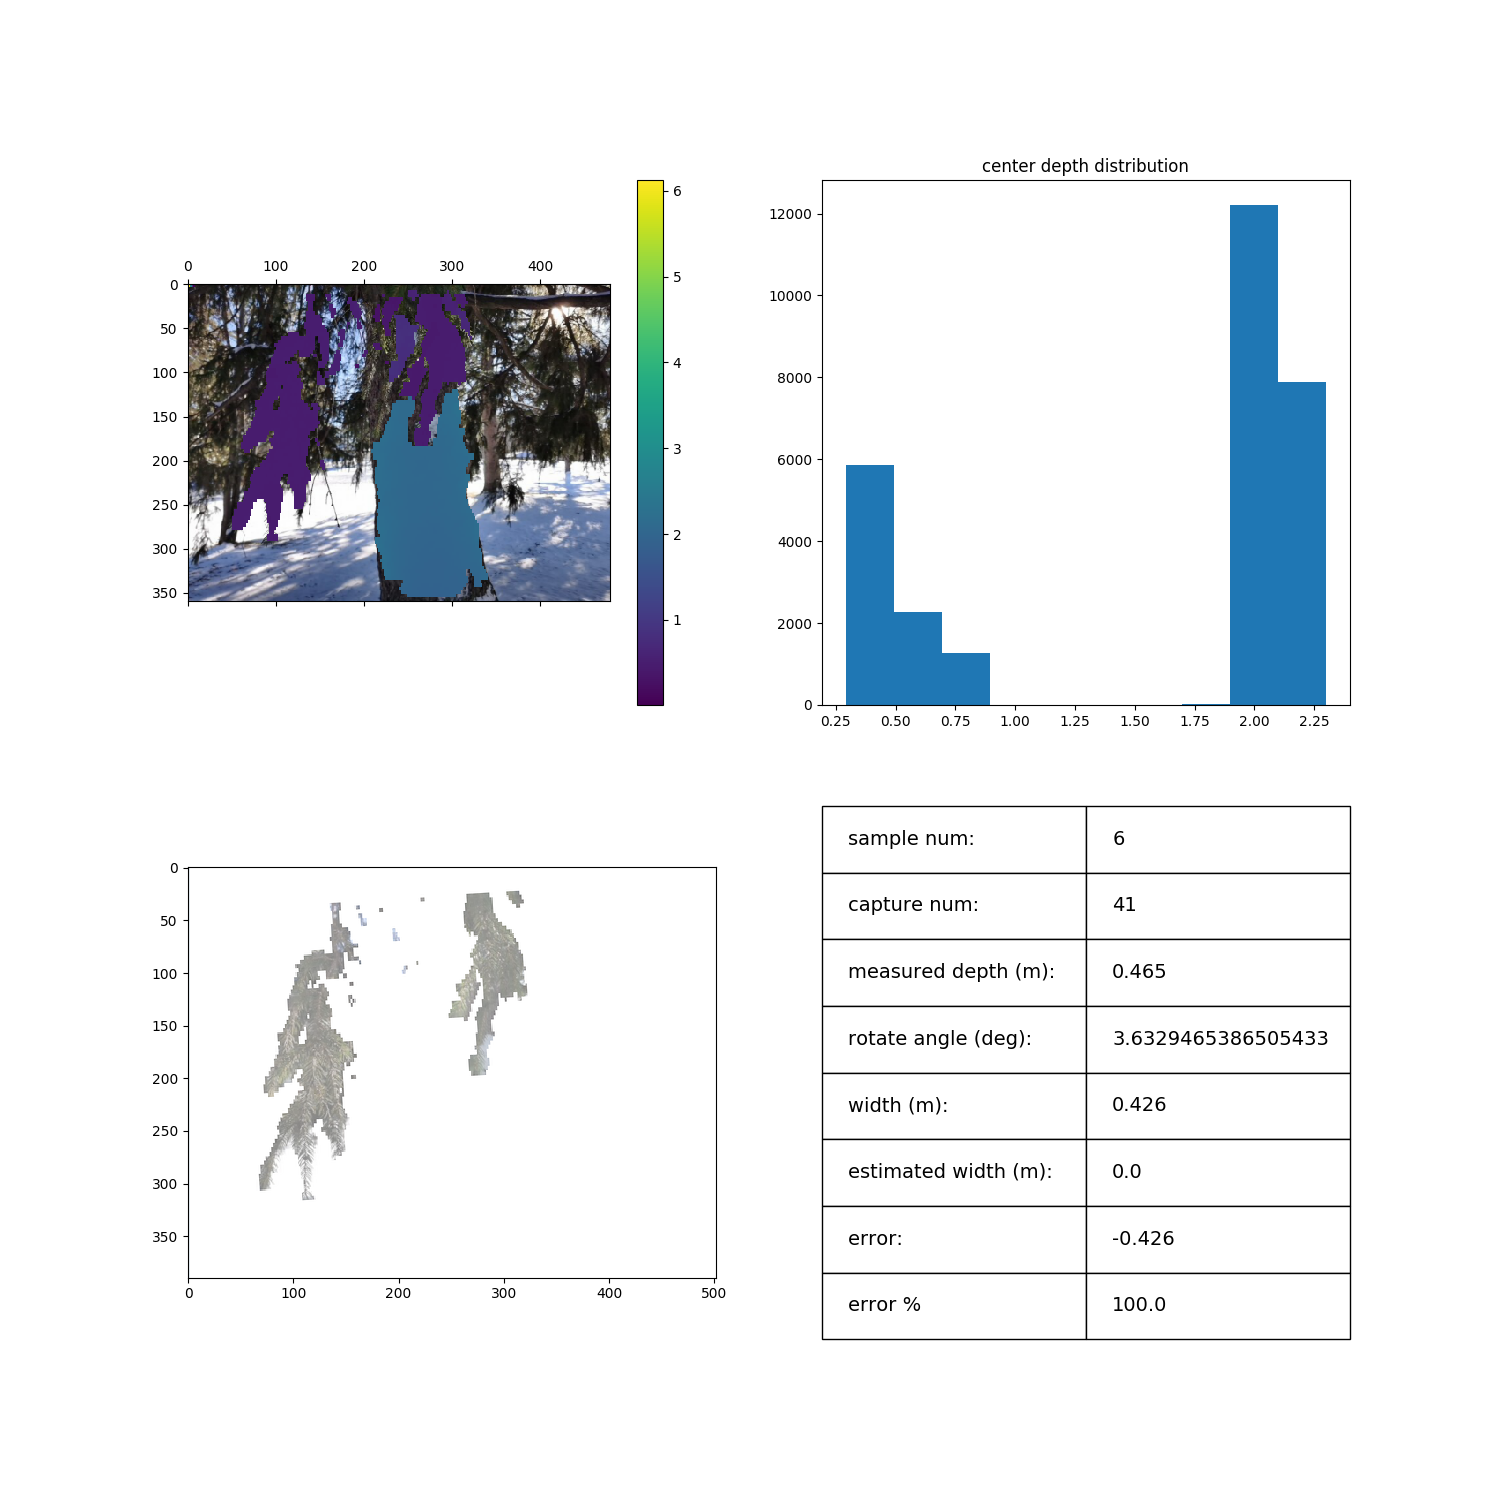 0 100 200 300 400
0
50
100
150
200
250
300
350
6
5
4
3
2
1
center depth distribution
12000
10000
8000
6000
4000
2000
0
0.25 0.50 0.75 1.00 1.25 1.50 1.75 2.00 2.25
0
50
100
150
200
250
300
350
0 100 200 300 400 500
sample num: 6
capture num: 41
measured depth (m): 0.465
rotate angle (deg): 3.6329465386505433
width (m): 0.426
estimated width (m): 0.0
error: -0.426
error % 100.0